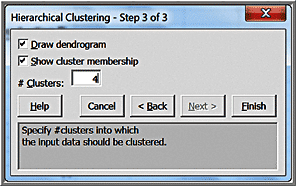 Hierarchical Clustering - Step 3 of 3
Draw dendrogram
Show cluster membership
# Clusters: 4
Help Cancel < Back Next > Finish
Specify #clusters into which
the input data should be clustered.